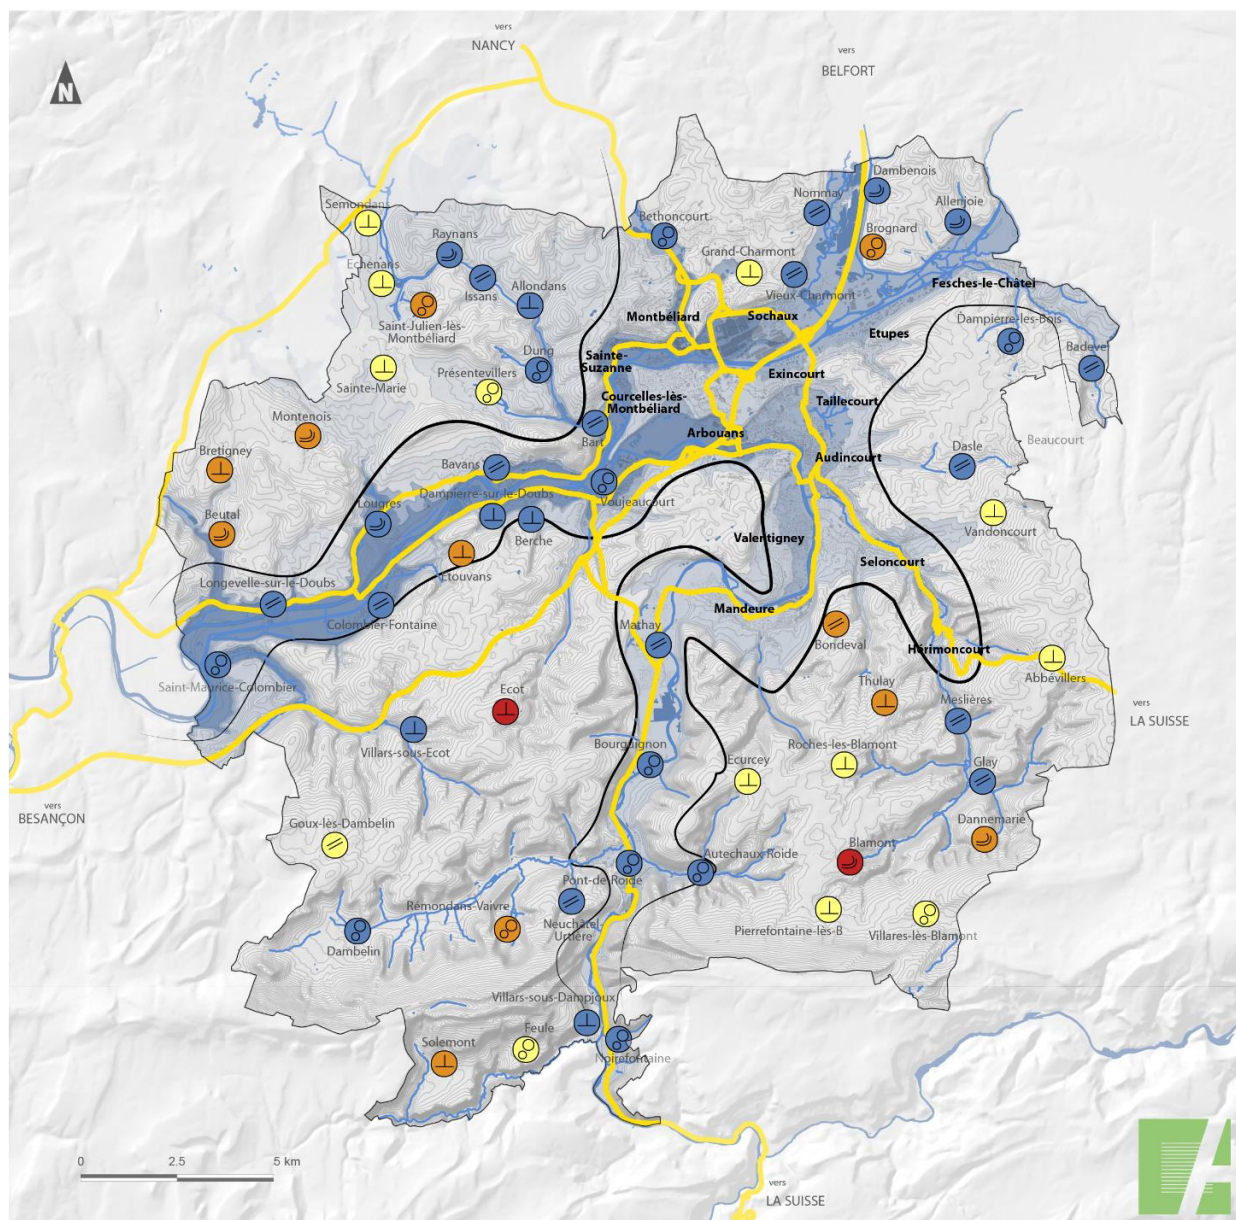 vers
NANCY
vers
BELFORT
N
Dambenois
Nommay
Semondans
Allenjoie
Bethoncourt
Raynans
Brognard
Grand-Charmont
Echenans
Issans
Allondans
Vieux-Charmont
Fesches-le-Châtel
Saint-Julien-lès-
Montbéliard
Montbéliard
Sochaux
Dampierre-les-Bois
Etupes
Dung
Sainte-
Suzanne
Badevel
Présentevillers
Exincourt
Sainte-Marie
Courcelles-lès-
Montbéliard
Taillecourt
Montenois
Bart
Arbouans
Beaucourt
Bretigney
Dasle
Audincourt
Bavans
Dampierre-sur-le-Doubs
Lougres
Voujeaucourt
Beutal
Berche
Vandoncourt
Valentigney
Etouvans
Seloncourt
Longevelle-sur-le-Doubs
Mandeure
Colombier-Fontaine
Mathay
Bondeval
Hérimoncourt
Abbévillers
Saint-Maurice-Colombier
Ecot
Thulay
Meslières
vers
LA SUISSE
Villars-sous-Ecot
Bourguignon
Roches-les-Blamont
Ecurcey
Glay
vers
BESANÇON
Goux-lès-Dambelin
Dannemarie
Blamont
Autechaux-Roide
Pont-de-Roide
Rémondans-Vaivre
Neuchâtel-
Urtière
Pierrefontaine-lès-B
Villares-lès-Blamont
Dambelin
Villars-sous-Dampjoux
Feule
Solemont
Noirefontaine
0 2.5 5 km
vers
LA SUISSE